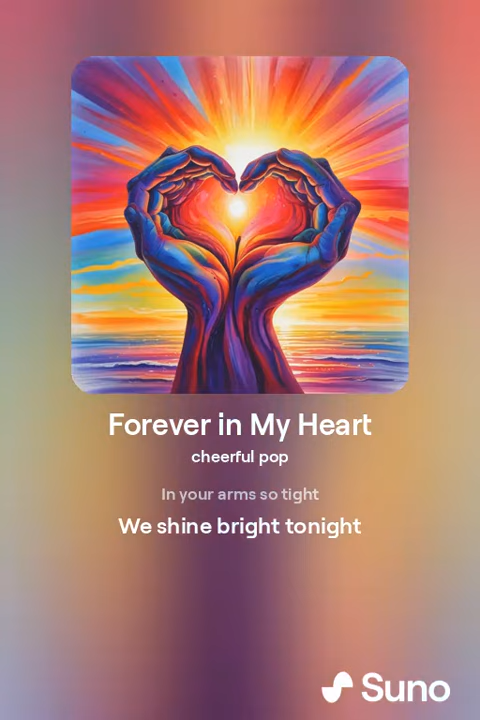 Forever in My Heart
cheerful pop
In your arms so tight
We shine bright tonight
Suno